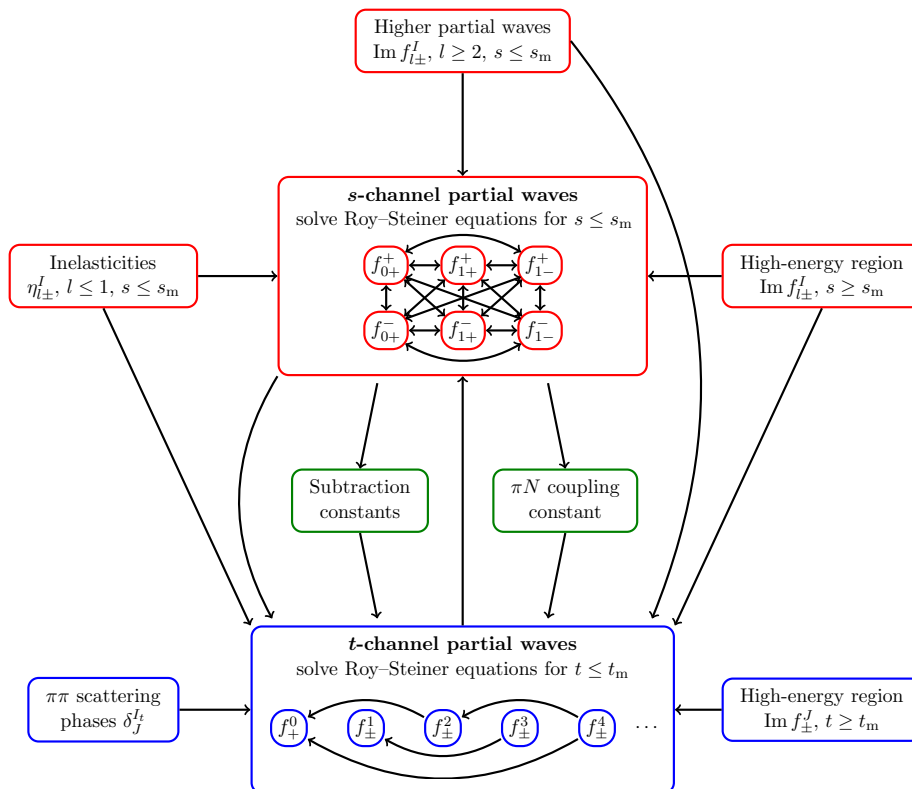 Higher partial waves
Im f^I_{l±}, l ≥ 2, s ≤ s_m
s-channel partial waves
solve Roy–Steiner equations for s ≤ s_m
f^+_{0+} f^+_{1+} f^+_{1−}
f^−_{0+} f^−_{1+} f^−_{1−}
Inelasticities
η^I_{l±}, l ≤ 1, s ≤ s_m
High-energy region
Im f^I_{l±}, s ≥ s_m
Subtraction
constants
πN coupling
constant
t-channel partial waves
solve Roy–Steiner equations for t ≤ t_m
f^0_+ f^1_± f^2_± f^3_± f^4_± ⋯
ππ scattering
phases δ^{I_t}_J
High-energy region
Im f^J_±, t ≥ t_m